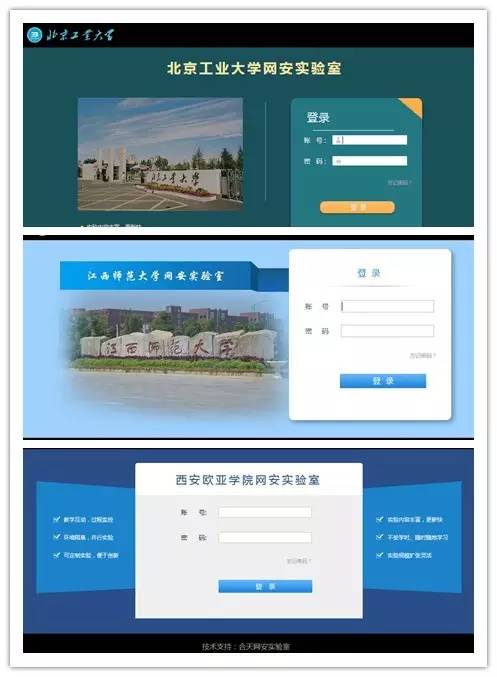 北京工业大学
北京工业大学网安实验室
登录
账 号:
密 码:
忘记密码?
登 录
北京工业大学
江西师范大学网安实验室
登 录
账 号
密 码
忘记密码?
登 录
江西师范大学
西安欧亚学院网安实验室
账 号:
密 码:
忘记密码?
登 录
教学互动,过程监控
环境隔离,并行实验
可定制实验,便于创新
实验内容丰富,更新快
不受学时、随时随地学习
实验规模扩张灵活
技术支持:合天网安实验室